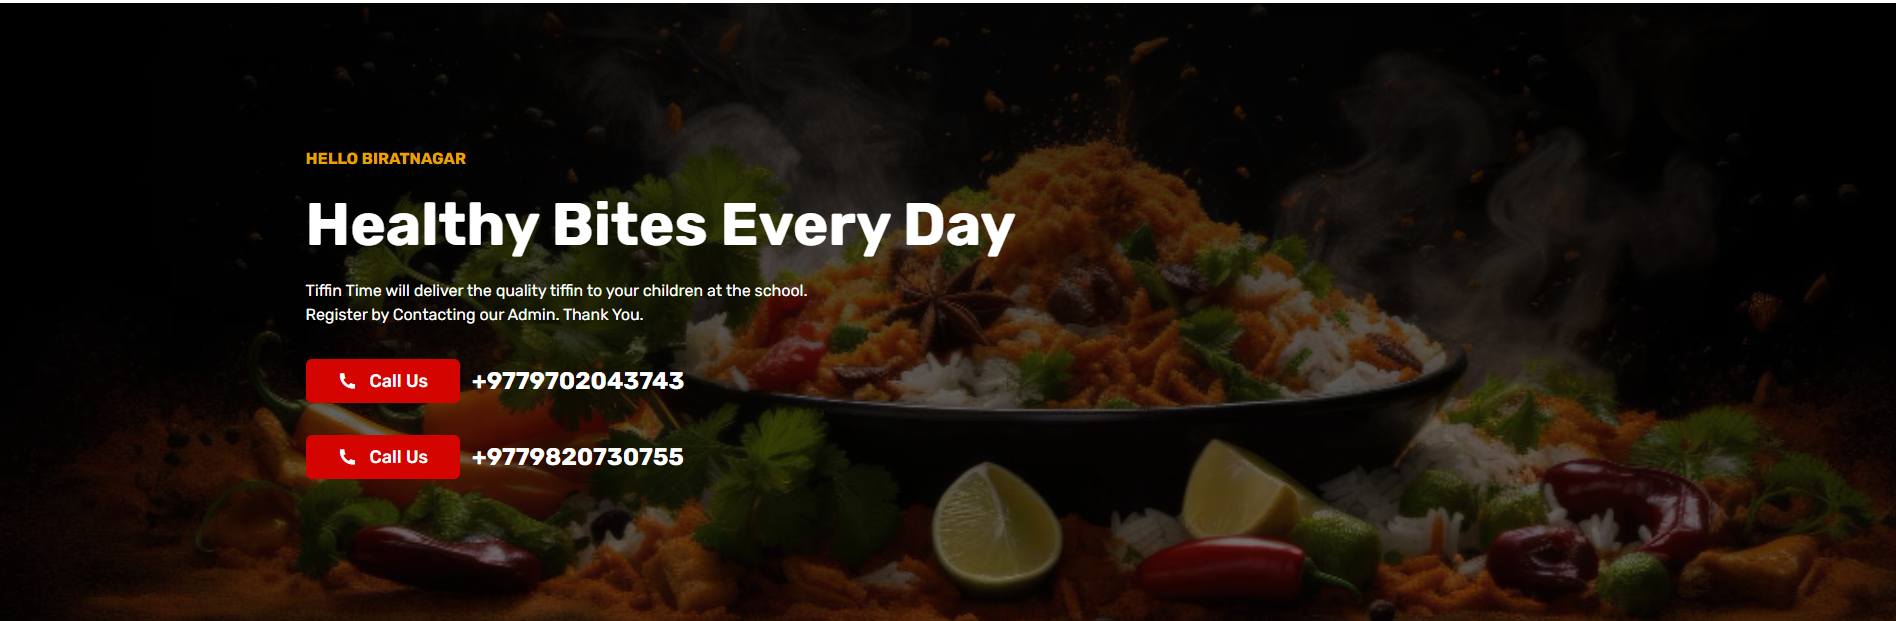 HELLO BIRATNAGAR
Healthy Bites Every Day
Tiffin Time will deliver the quality tiffin to your children at the school.
Register by Contacting our Admin. Thank You.
Call Us +9779702043743
Call Us +9779820730755